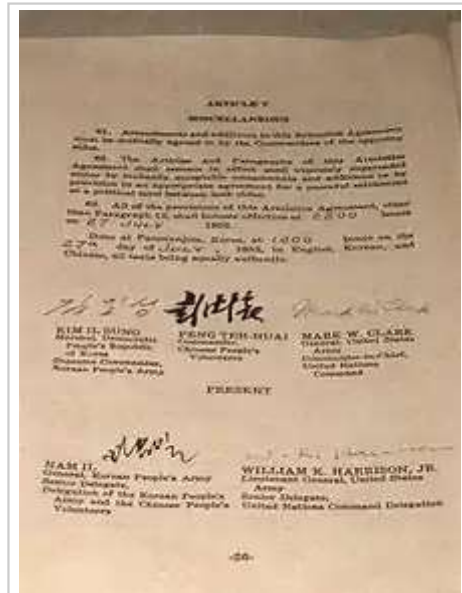 ARTICLE V
MISCELLANEOUS
61. Amendments and additions to this Armistice Agreement
must be mutually agreed to by the Commanders of the opposing
sides.
62. The Articles and Paragraphs of this Armistice
Agreement shall remain in effect until expressly superseded
either by mutually acceptable amendments and additions or by
provision in an appropriate agreement for a peaceful settlement
at a political level between both sides.
63. All of the provisions of this Armistice Agreement, other
than Paragraph 12, shall become effective at 2200 hours
on 27 July 1953.
Done at Panmunjom, Korea, at 1000 hours on the
27th day of July, 1953, in English, Korean, and
Chinese, all texts being equally authentic.
김일성 彭德懷 Mark W. Clark
KIM IL SUNG
Marshal, Democratic
People's Republic
of Korea
Supreme Commander,
Korean People's Army
PENG TEH-HUAI
Commander,
Chinese People's
Volunteers
MARK W. CLARK
General, United States
Army
Commander-in-Chief,
United Nations
Command
PRESENT
NAM IL
General, Korean People's Army
Senior Delegate,
Delegation of the Korean People's
Army and the Chinese People's
Volunteers
WILLIAM K. HARRISON, JR.
Lieutenant General, United States
Army
Senior Delegate,
United Nations Command Delegation